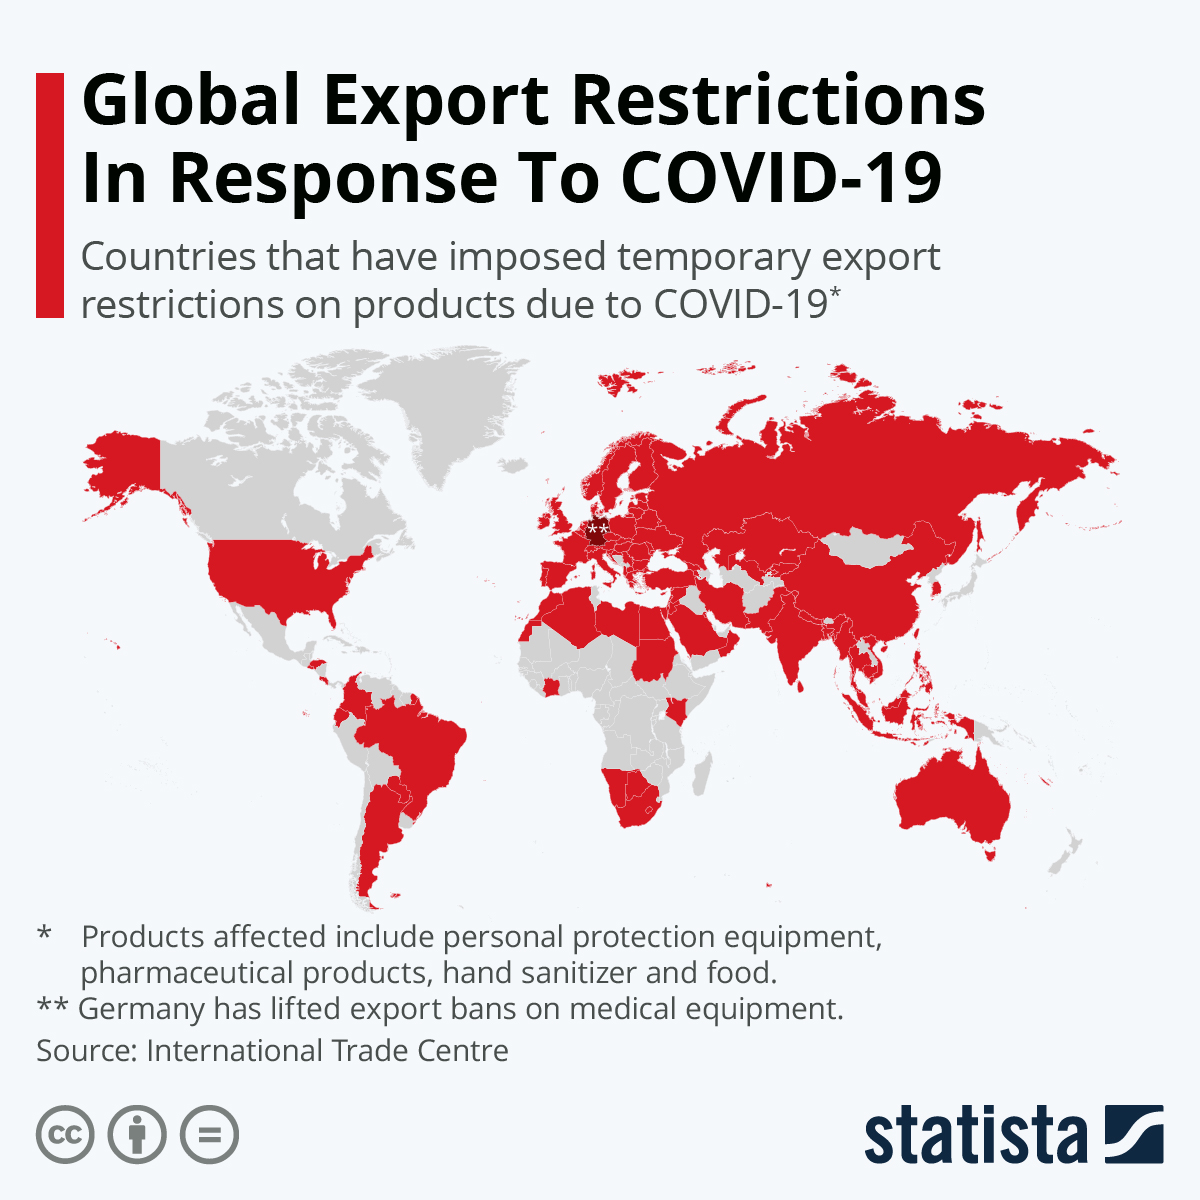 Global Export Restrictions
In Response To COVID-19
Countries that have imposed temporary export
restrictions on products due to COVID-19*
**
* Products affected include personal protection equipment,
pharmaceutical products, hand sanitizer and food.
** Germany has lifted export bans on medical equipment.
Source: International Trade Centre
cc
statista